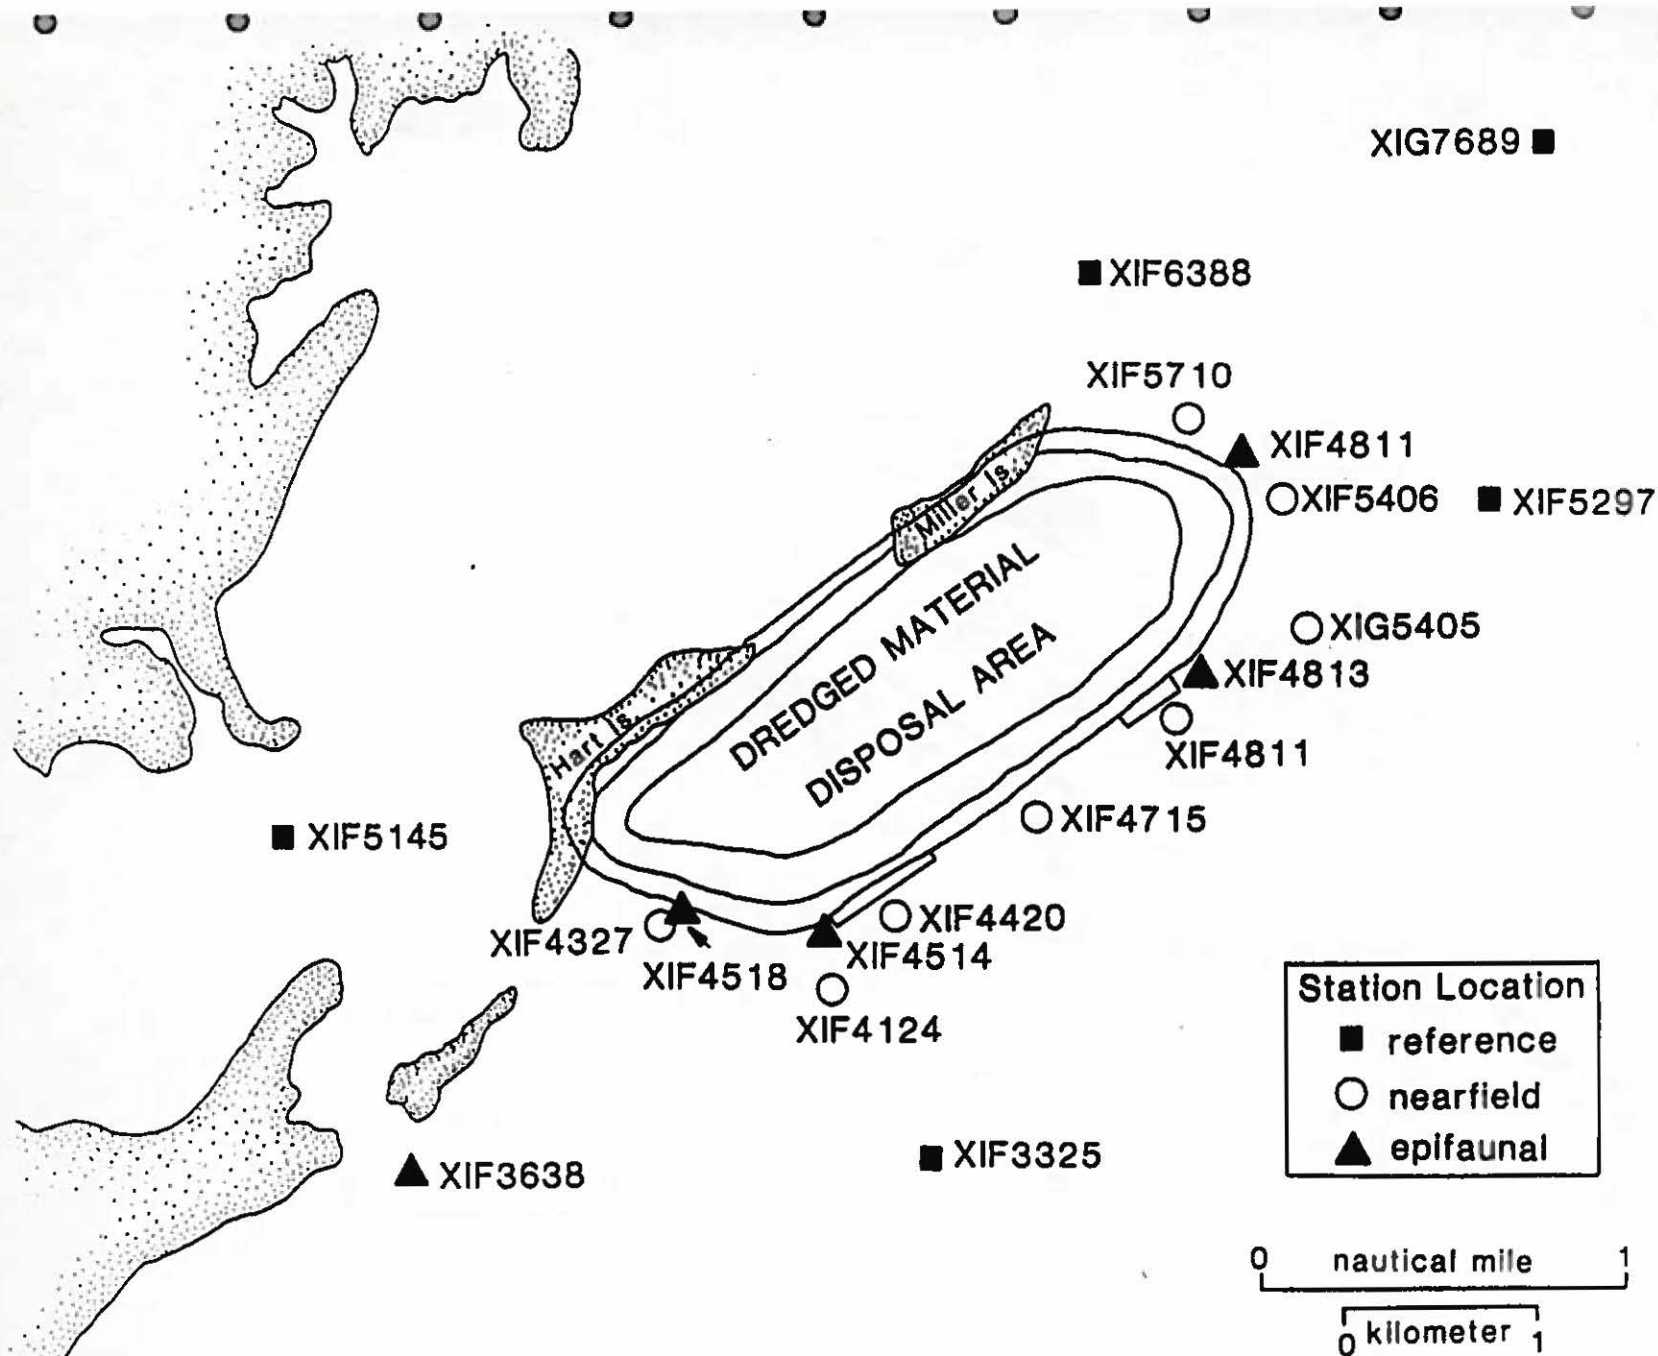 XIG7689
XIF6388
XIF5710
XIF4811
XIF5406
XIF5297
Miller Is.
XIG5405
DREDGED MATERIAL
DISPOSAL AREA
XIF4813
Hart Is.
XIF4811
XIF4715
XIF5145
XIF4420
XIF4327
XIF4514
XIF4518
XIF4124
Station Location
reference
nearfield
epifaunal
XIF3325
XIF3638
0 nautical mile 1
0 kilometer 1